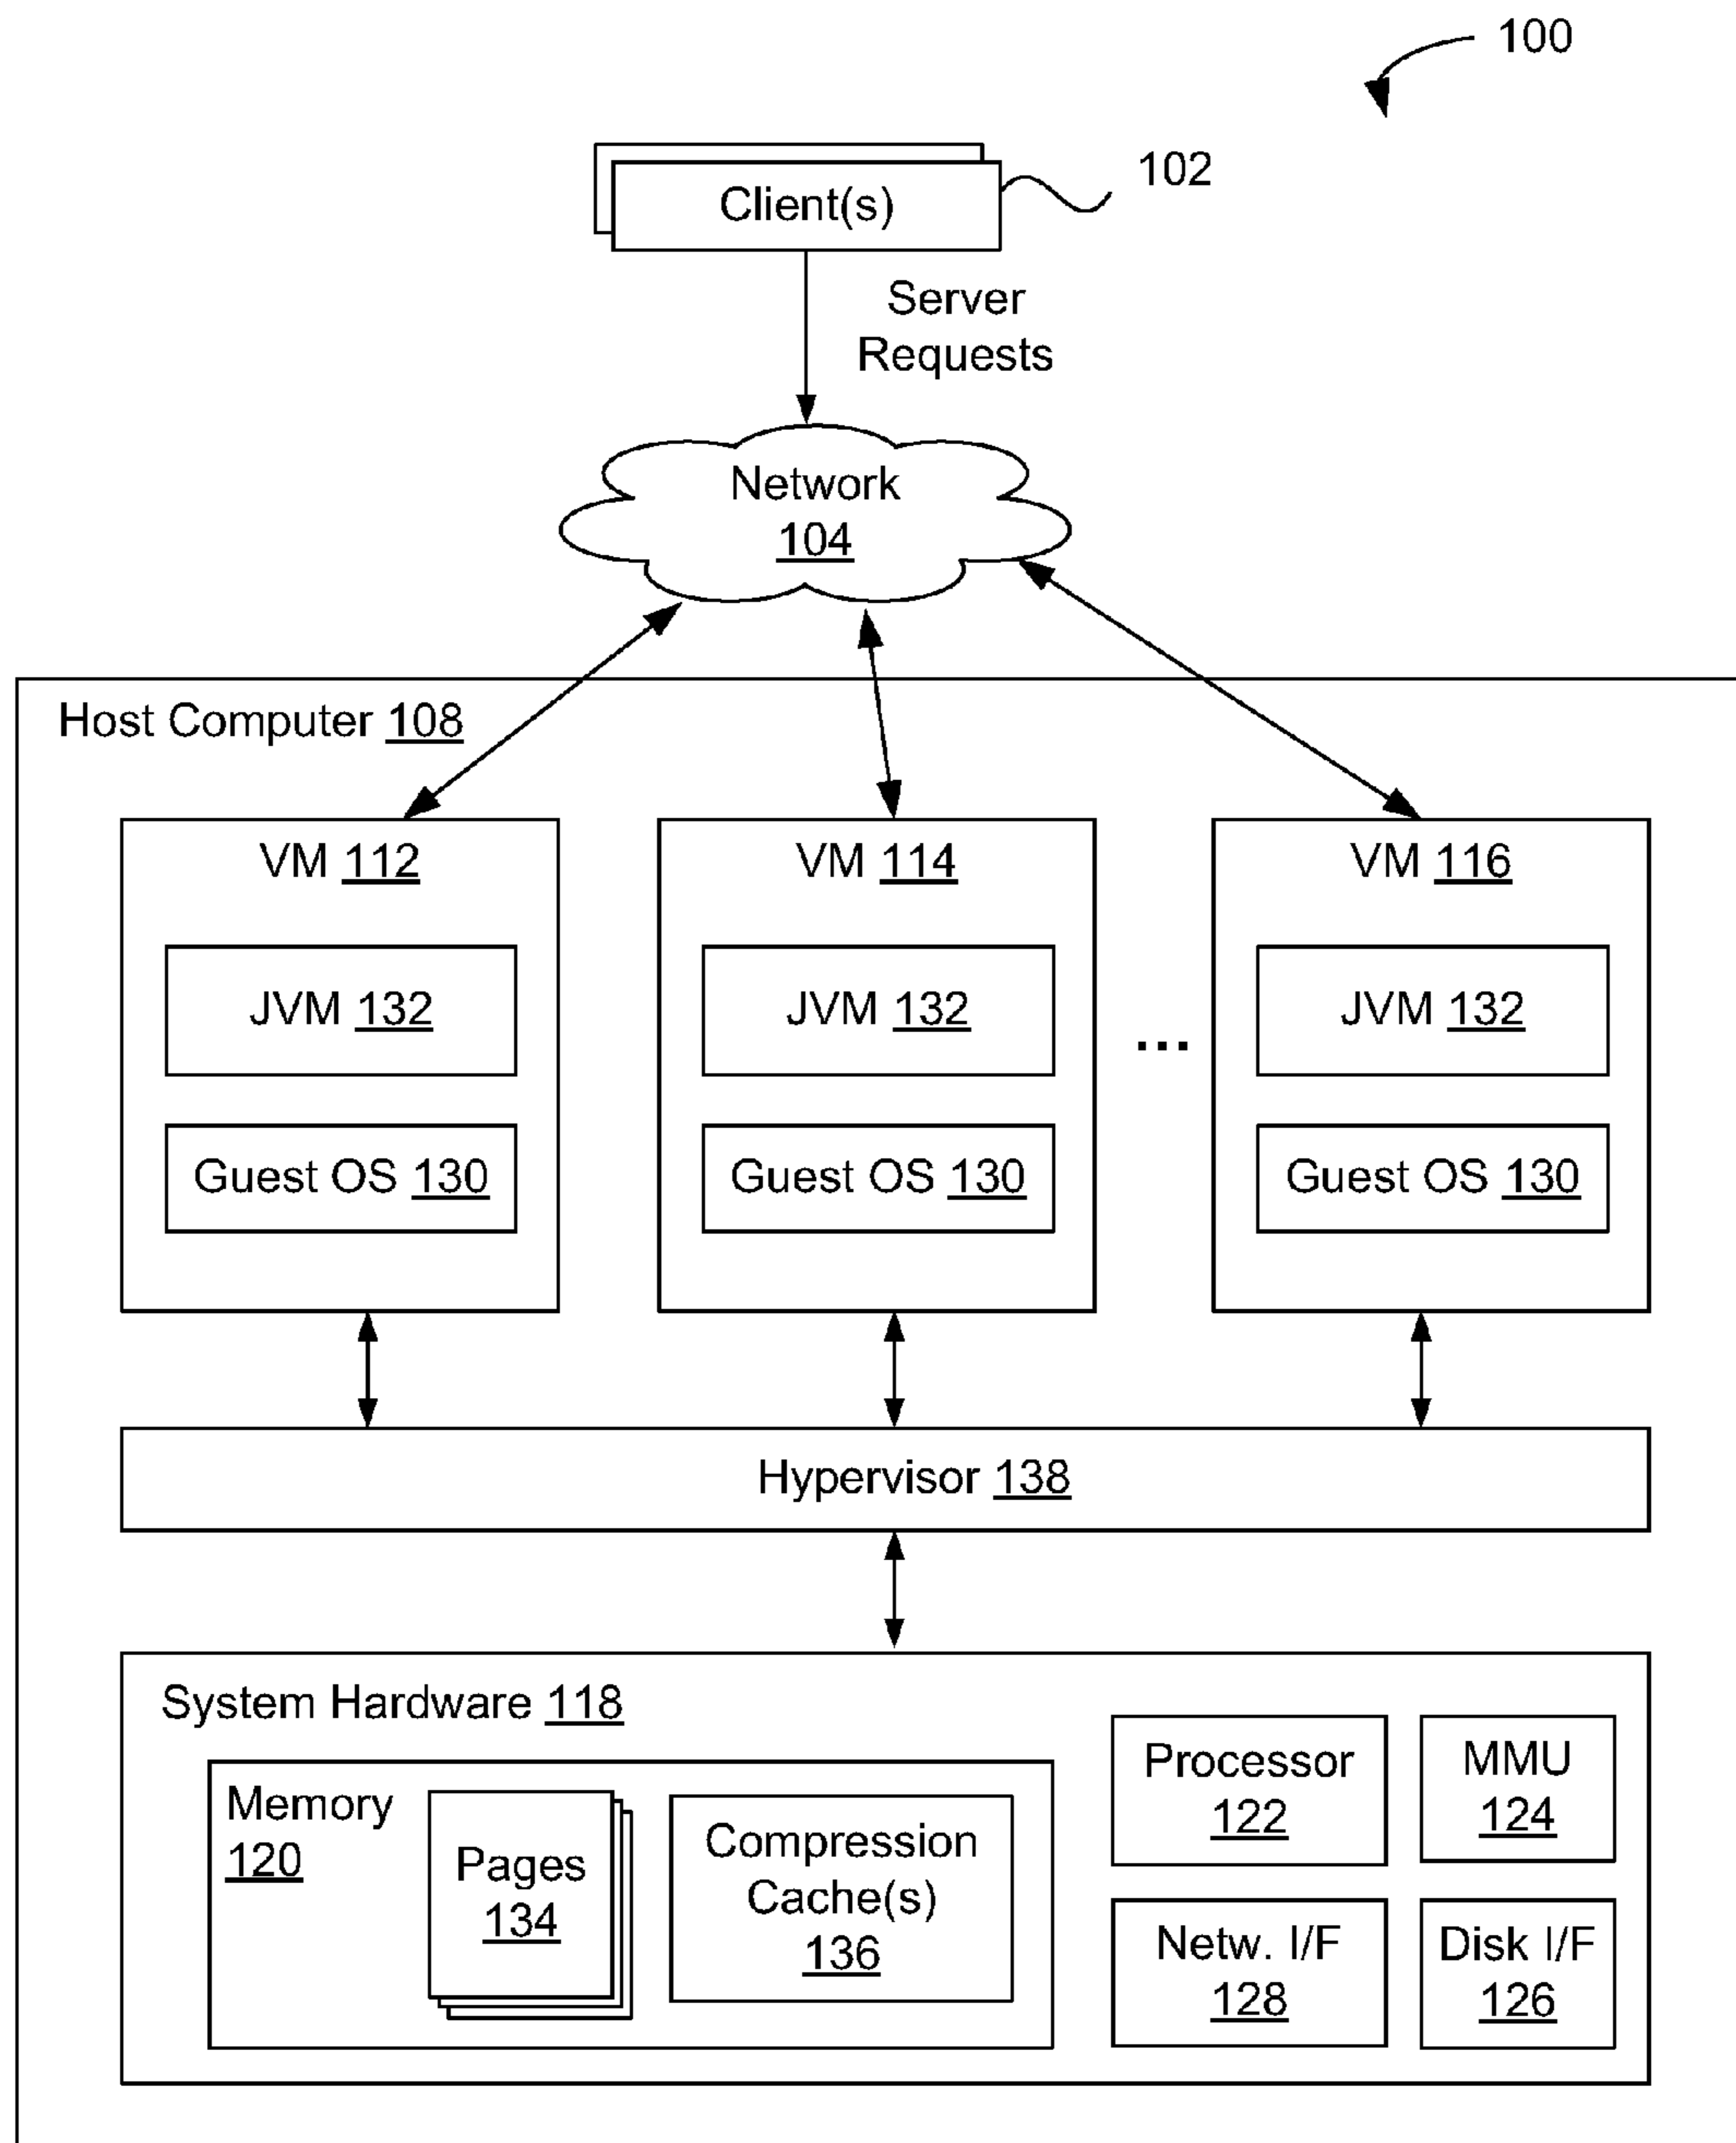 100
102
Client(s)
Server
Requests
Network
104
Host Computer 108
VM 112
VM 114
VM 116
JVM 132
JVM 132
JVM 132
...
Guest OS 130
Guest OS 130
Guest OS 130
Hypervisor 138
System Hardware 118
Memory
120
Pages
134
Compression
Cache(s)
136
Processor
122
MMU
124
Netw. I/F
128
Disk I/F
126